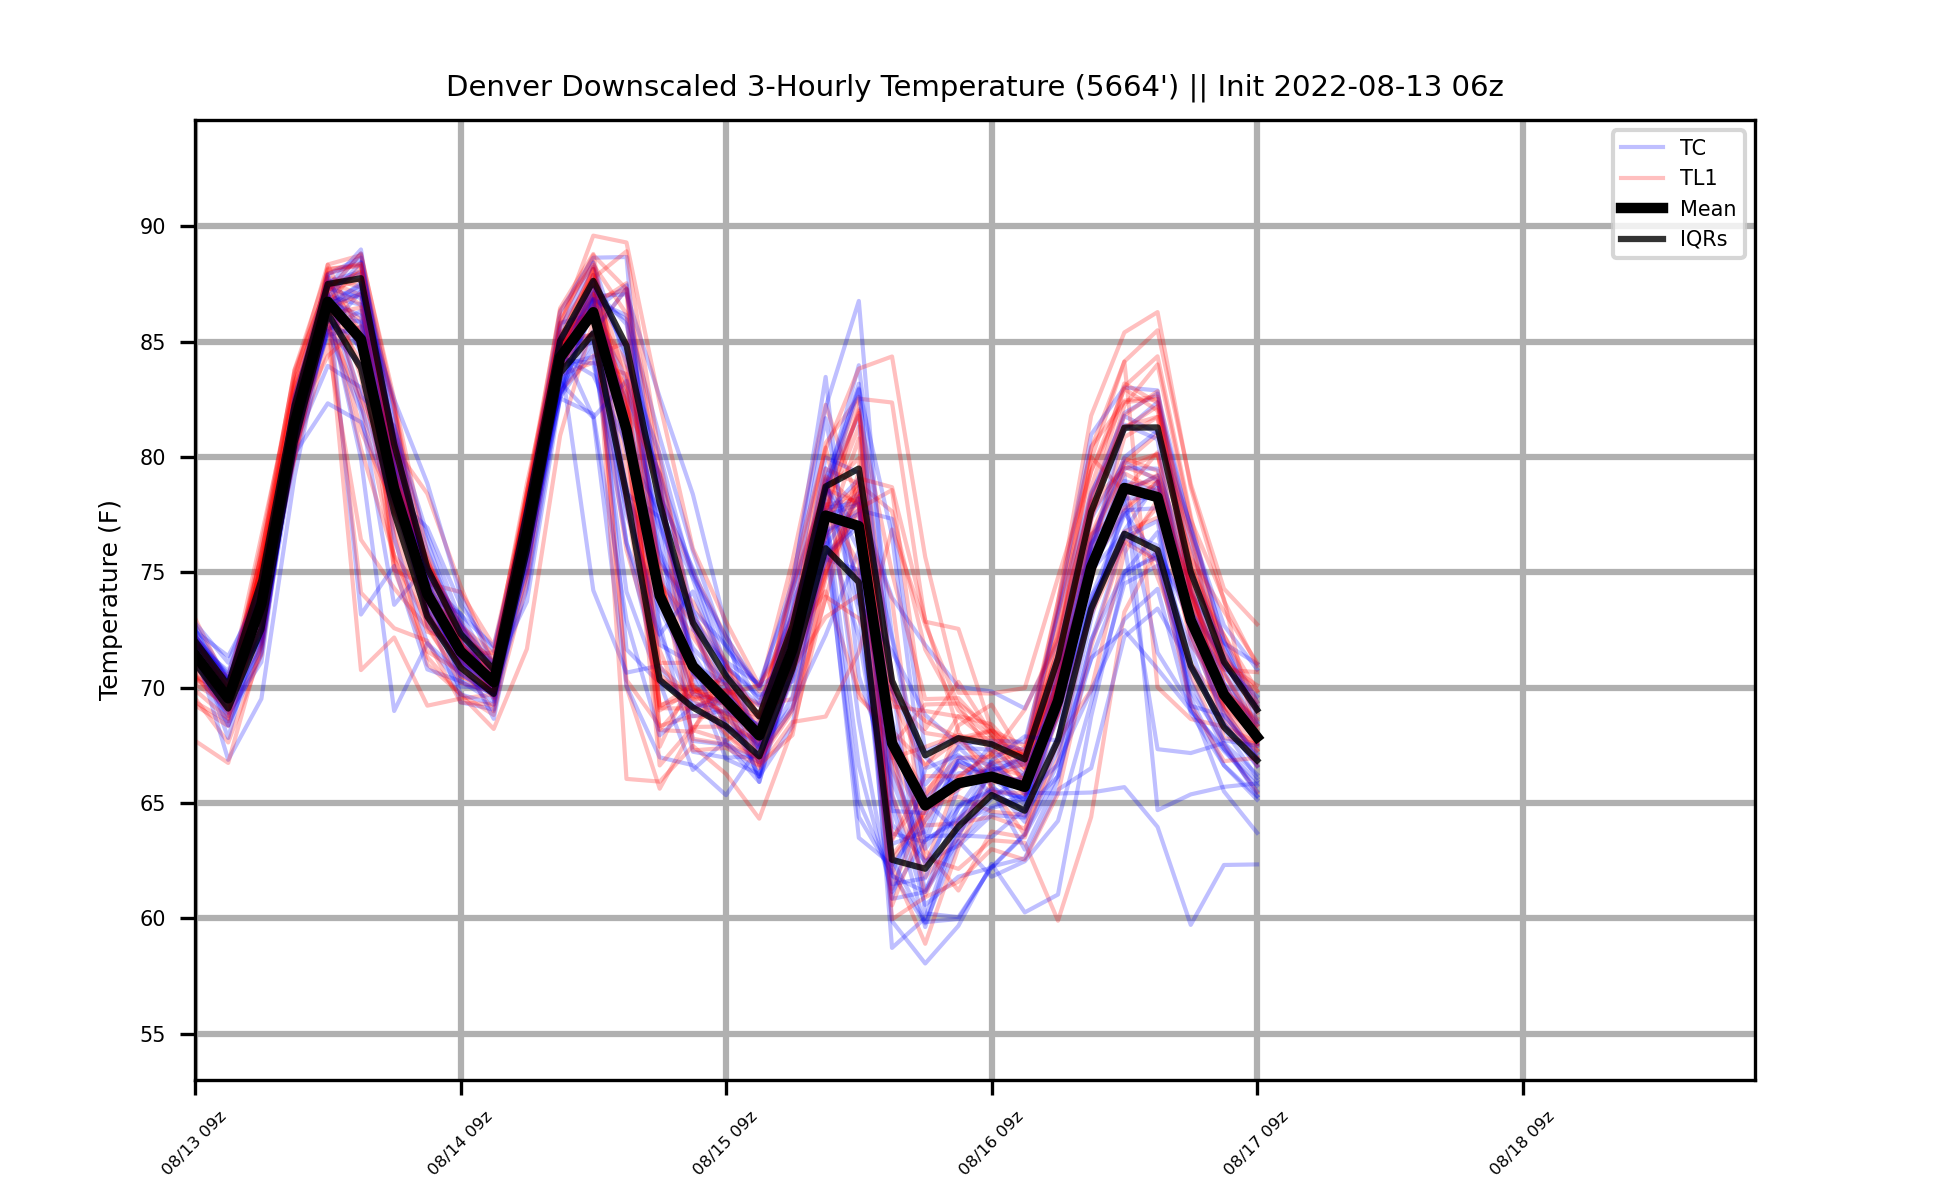 Denver Downscaled 3-Hourly Temperature (5664') || Init 2022-08-13 06z
TC
TL1
Mean
IQRs
Temperature (F)
90
85
80
75
70
65
60
55
08/13 09z
08/14 09z
08/15 09z
08/16 09z
08/17 09z
08/18 09z